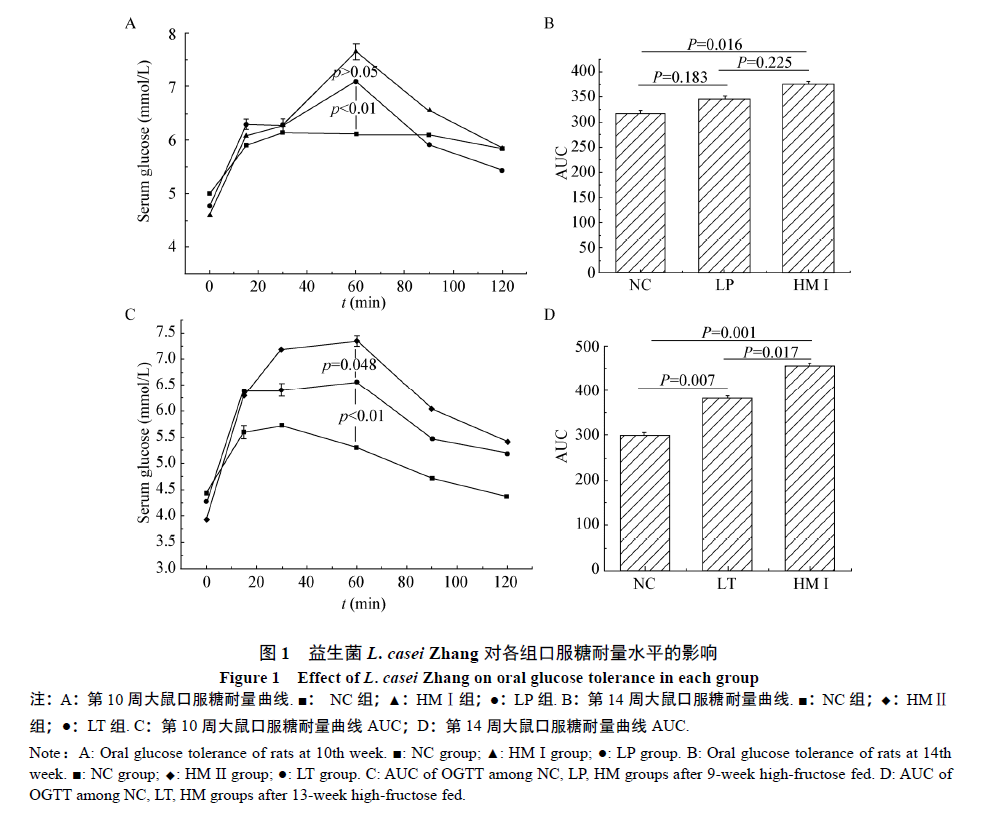 A
Serum glucose (mmol/L)
8
7
6
5
4
p>0.05
p<0.01
0 20 40 60 80 100 120
t (min)
B
AUC
400
350
300
250
200
150
100
50
0
P=0.016
P=0.183
P=0.225
NC LP HM I
C
Serum glucose (mmol/L)
7.5
7.0
6.5
6.0
5.5
5.0
4.5
4.0
3.5
3.0
p=0.048
p<0.01
0 20 40 60 80 100 120
t (min)
D
AUC
500
400
300
200
100
0
P=0.001
P=0.017
P=0.007
NC LT HM I
图 1 益生菌 L. casei Zhang 对各组口服糖耐量水平的影响
Figure 1 Effect of L. casei Zhang on oral glucose tolerance in each group
注：A：第 10 周大鼠口服糖耐量曲线. ■： NC 组；▲：HMⅠ组；●：LP 组. B：第 14 周大鼠口服糖耐量曲线. ■：NC 组；◆：HMⅡ
组；●：LT 组. C：第 10 周大鼠口服糖耐量曲线 AUC；D：第 14 周大鼠口服糖耐量曲线 AUC.
Note：A: Oral glucose tolerance of rats at 10th week. ■: NC group; ▲: HM I group; ●: LP group. B: Oral glucose tolerance of rats at 14th
week. ■: NC group; ◆: HM II group; ●: LT group. C: AUC of OGTT among NC, LP, HM groups after 9-week high-fructose fed. D: AUC of
OGTT among NC, LT, HM groups after 13-week high-fructose fed.